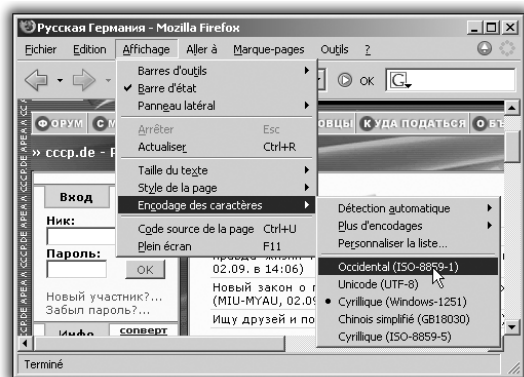 Русская Германия - Mozilla Firefox
Fichier Edition Affichage Aller à Marque-pages Outils ?
OK G
Barres d'outils
Barre d'état
Panneau latéral
Arrêter Esc
Actualiser Ctrl+R
Taille du texte
Style de la page
Encodage des caractères
Code source de la page Ctrl+U
Plein écran F11
Détection automatique
Plus d'encodages
Personnaliser la liste...
Occidental (ISO-8859-1)
Unicode (UTF-8)
Cyrillique (Windows-1251)
Chinois simplifié (GB18030)
Cyrillique (ISO-8859-5)
ФОРУМ КУДА ПОДАТЬСЯ
» cccp.de -
Вход
Ник:
Пароль:
OK
Новый участник?...
Забыл пароль?...
Инфо конверт
02.09. в 14:06)
Новый закон о
(MIU-MYAU, 02.09
Ищу друзей и по
Terminé